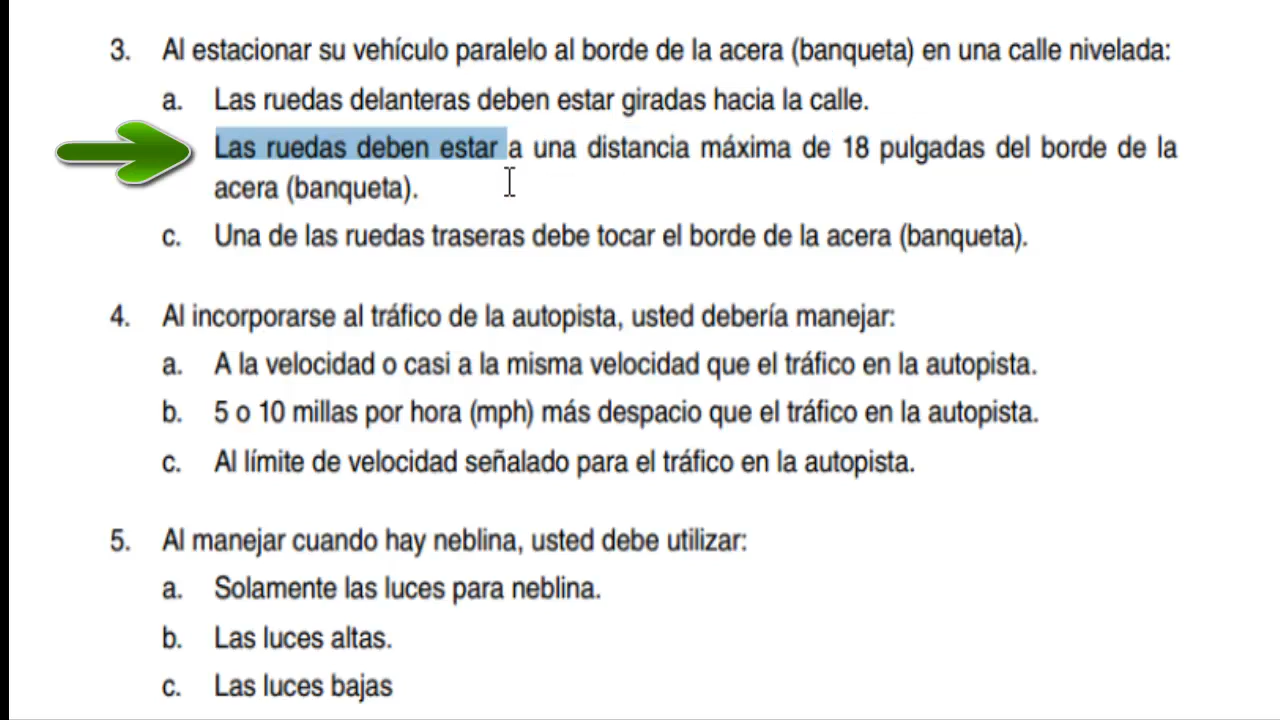 3. Al estacionar su vehículo paralelo al borde de la acera (banqueta) en una calle nivelada:
a. Las ruedas delanteras deben estar giradas hacia la calle.
Las ruedas deben estar a una distancia máxima de 18 pulgadas del borde de la
acera (banqueta).
c. Una de las ruedas traseras debe tocar el borde de la acera (banqueta).
4. Al incorporarse al tráfico de la autopista, usted debería manejar:
a. A la velocidad o casi a la misma velocidad que el tráfico en la autopista.
b. 5 o 10 millas por hora (mph) más despacio que el tráfico en la autopista.
c. Al límite de velocidad señalado para el tráfico en la autopista.
5. Al manejar cuando hay neblina, usted debe utilizar:
a. Solamente las luces para neblina.
b. Las luces altas.
c. Las luces bajas